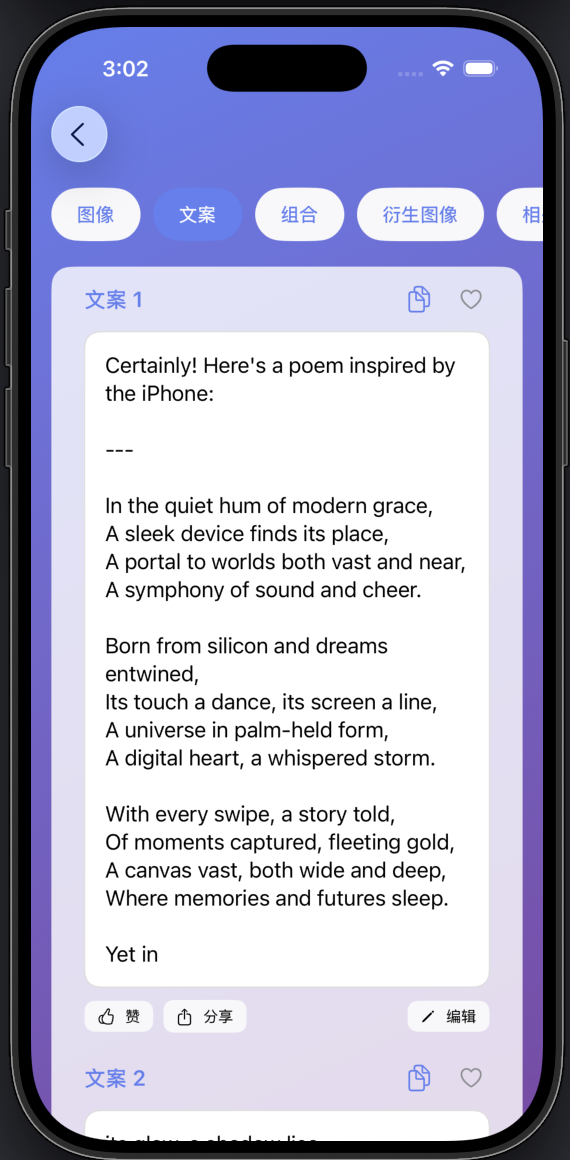 3:02
图像 文案 组合 衍生图像
文案 1
Certainly! Here's a poem inspired by
the iPhone:
---
In the quiet hum of modern grace,
A sleek device finds its place,
A portal to worlds both vast and near,
A symphony of sound and cheer.
Born from silicon and dreams
entwined,
Its touch a dance, its screen a line,
A universe in palm-held form,
A digital heart, a whispered storm.
With every swipe, a story told,
Of moments captured, fleeting gold,
A canvas vast, both wide and deep,
Where memories and futures sleep.
Yet in
赞 分享 编辑
文案 2